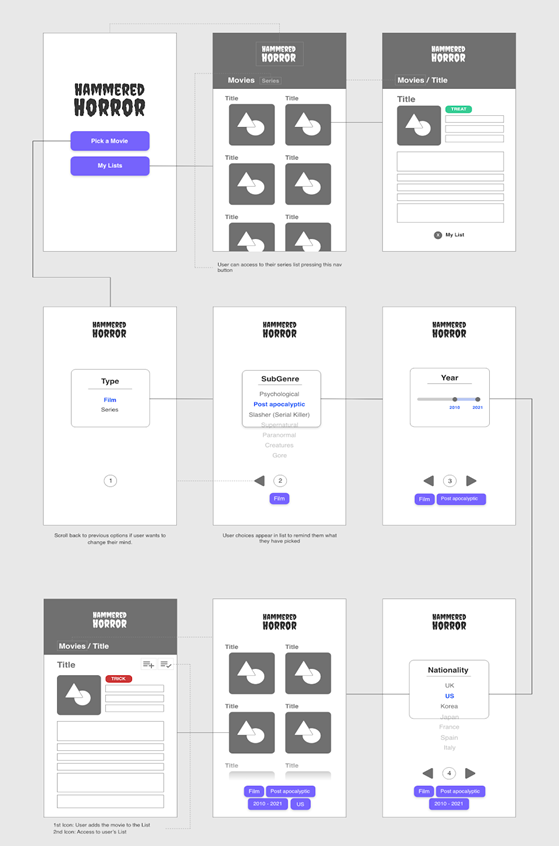 HAMMERED
HORROR
Pick a Movie
My Lists
HAMMERED
HORROR
Movies Series
Title Title
Title Title
Title Title
User can access to their series list pressing this nav
button
HAMMERED
HORROR
Movies / Title
Title
TREAT
X My List
HAMMERED
HORROR
Type
Film
Series
1
Scroll back to previous options if user wants to
change their mind.
HAMMERED
HORROR
SubGenre
Psychological
Post apocalyptic
Slasher (Serial Killer)
Supernatural
Paranormal
Creatures
Gore
2
Film
User choices appear in list to remind them what
they have picked
HAMMERED
HORROR
Year
2010 2021
3
Film Post apocalyptic
HAMMERED
HORROR
Movies / Title
Title
TRICK
1st Icon: User adds the movie to the List
2nd Icon: Access to user's List
HAMMERED
HORROR
Title Title
Title Title
Title Title
Film Post apocalyptic
2010 - 2021 US
HAMMERED
HORROR
Nationality
UK
US
Korea
Japan
France
Spain
Italy
4
Film Post apocalyptic
2010 - 2021